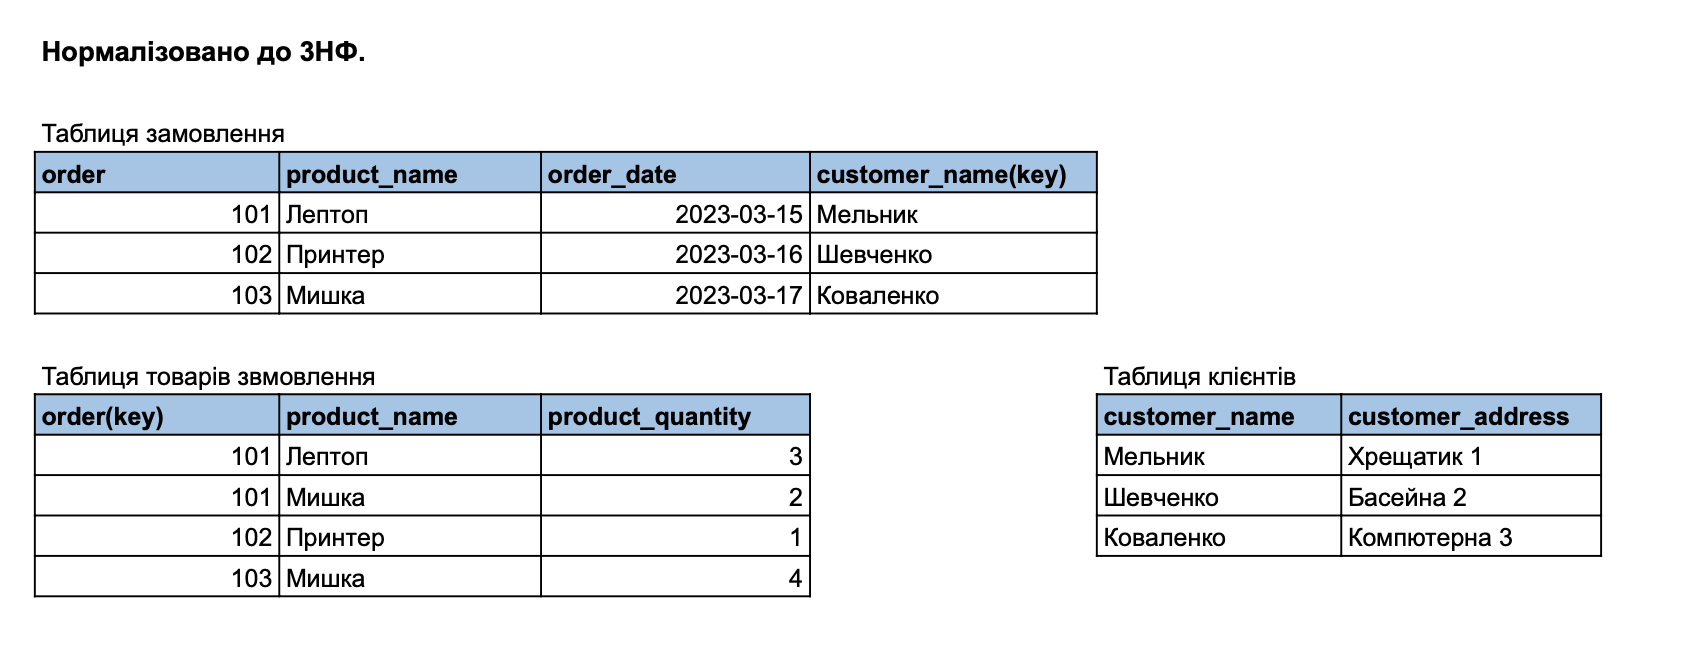 Нормалізовано до 3НФ.
Таблиця замовлення
order product_name order_date customer_name(key)
101 Лептоп 2023-03-15 Мельник
102 Принтер 2023-03-16 Шевченко
103 Мишка 2023-03-17 Коваленко
Таблиця товарів звмовлення
order(key) product_name product_quantity
101 Лептоп 3
101 Мишка 2
102 Принтер 1
103 Мишка 4
Таблиця клієнтів
customer_name customer_address
Мельник Хрещатик 1
Шевченко Басейна 2
Коваленко Компютерна 3